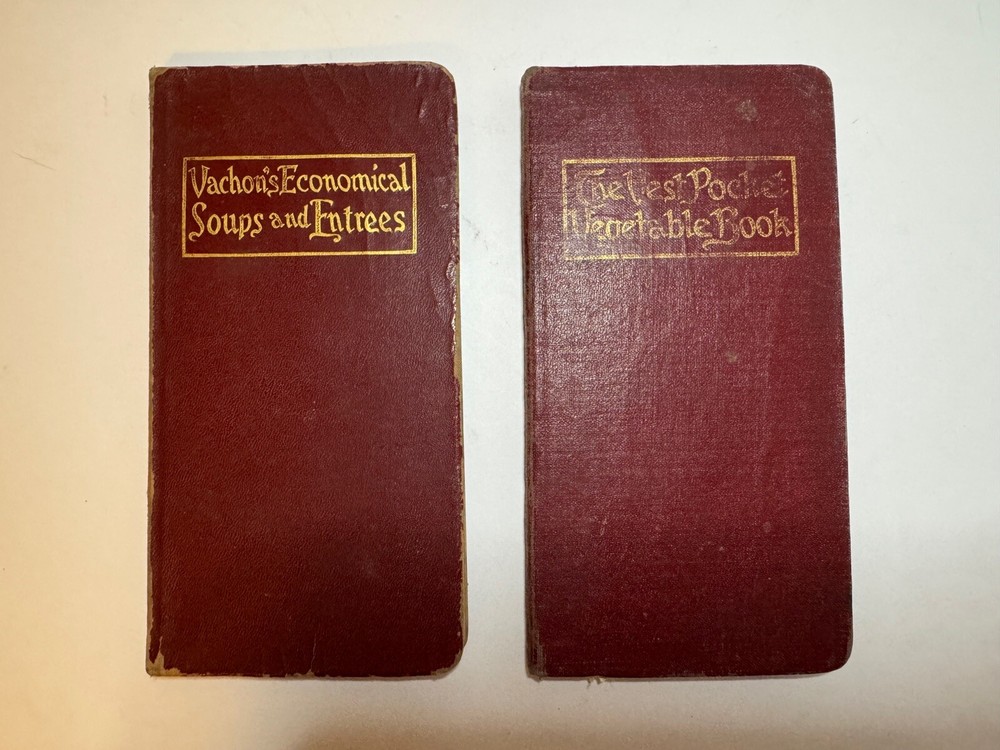 Vachon's Economical
Soups and Entrees
The Vest Pocket
Vegetable Book